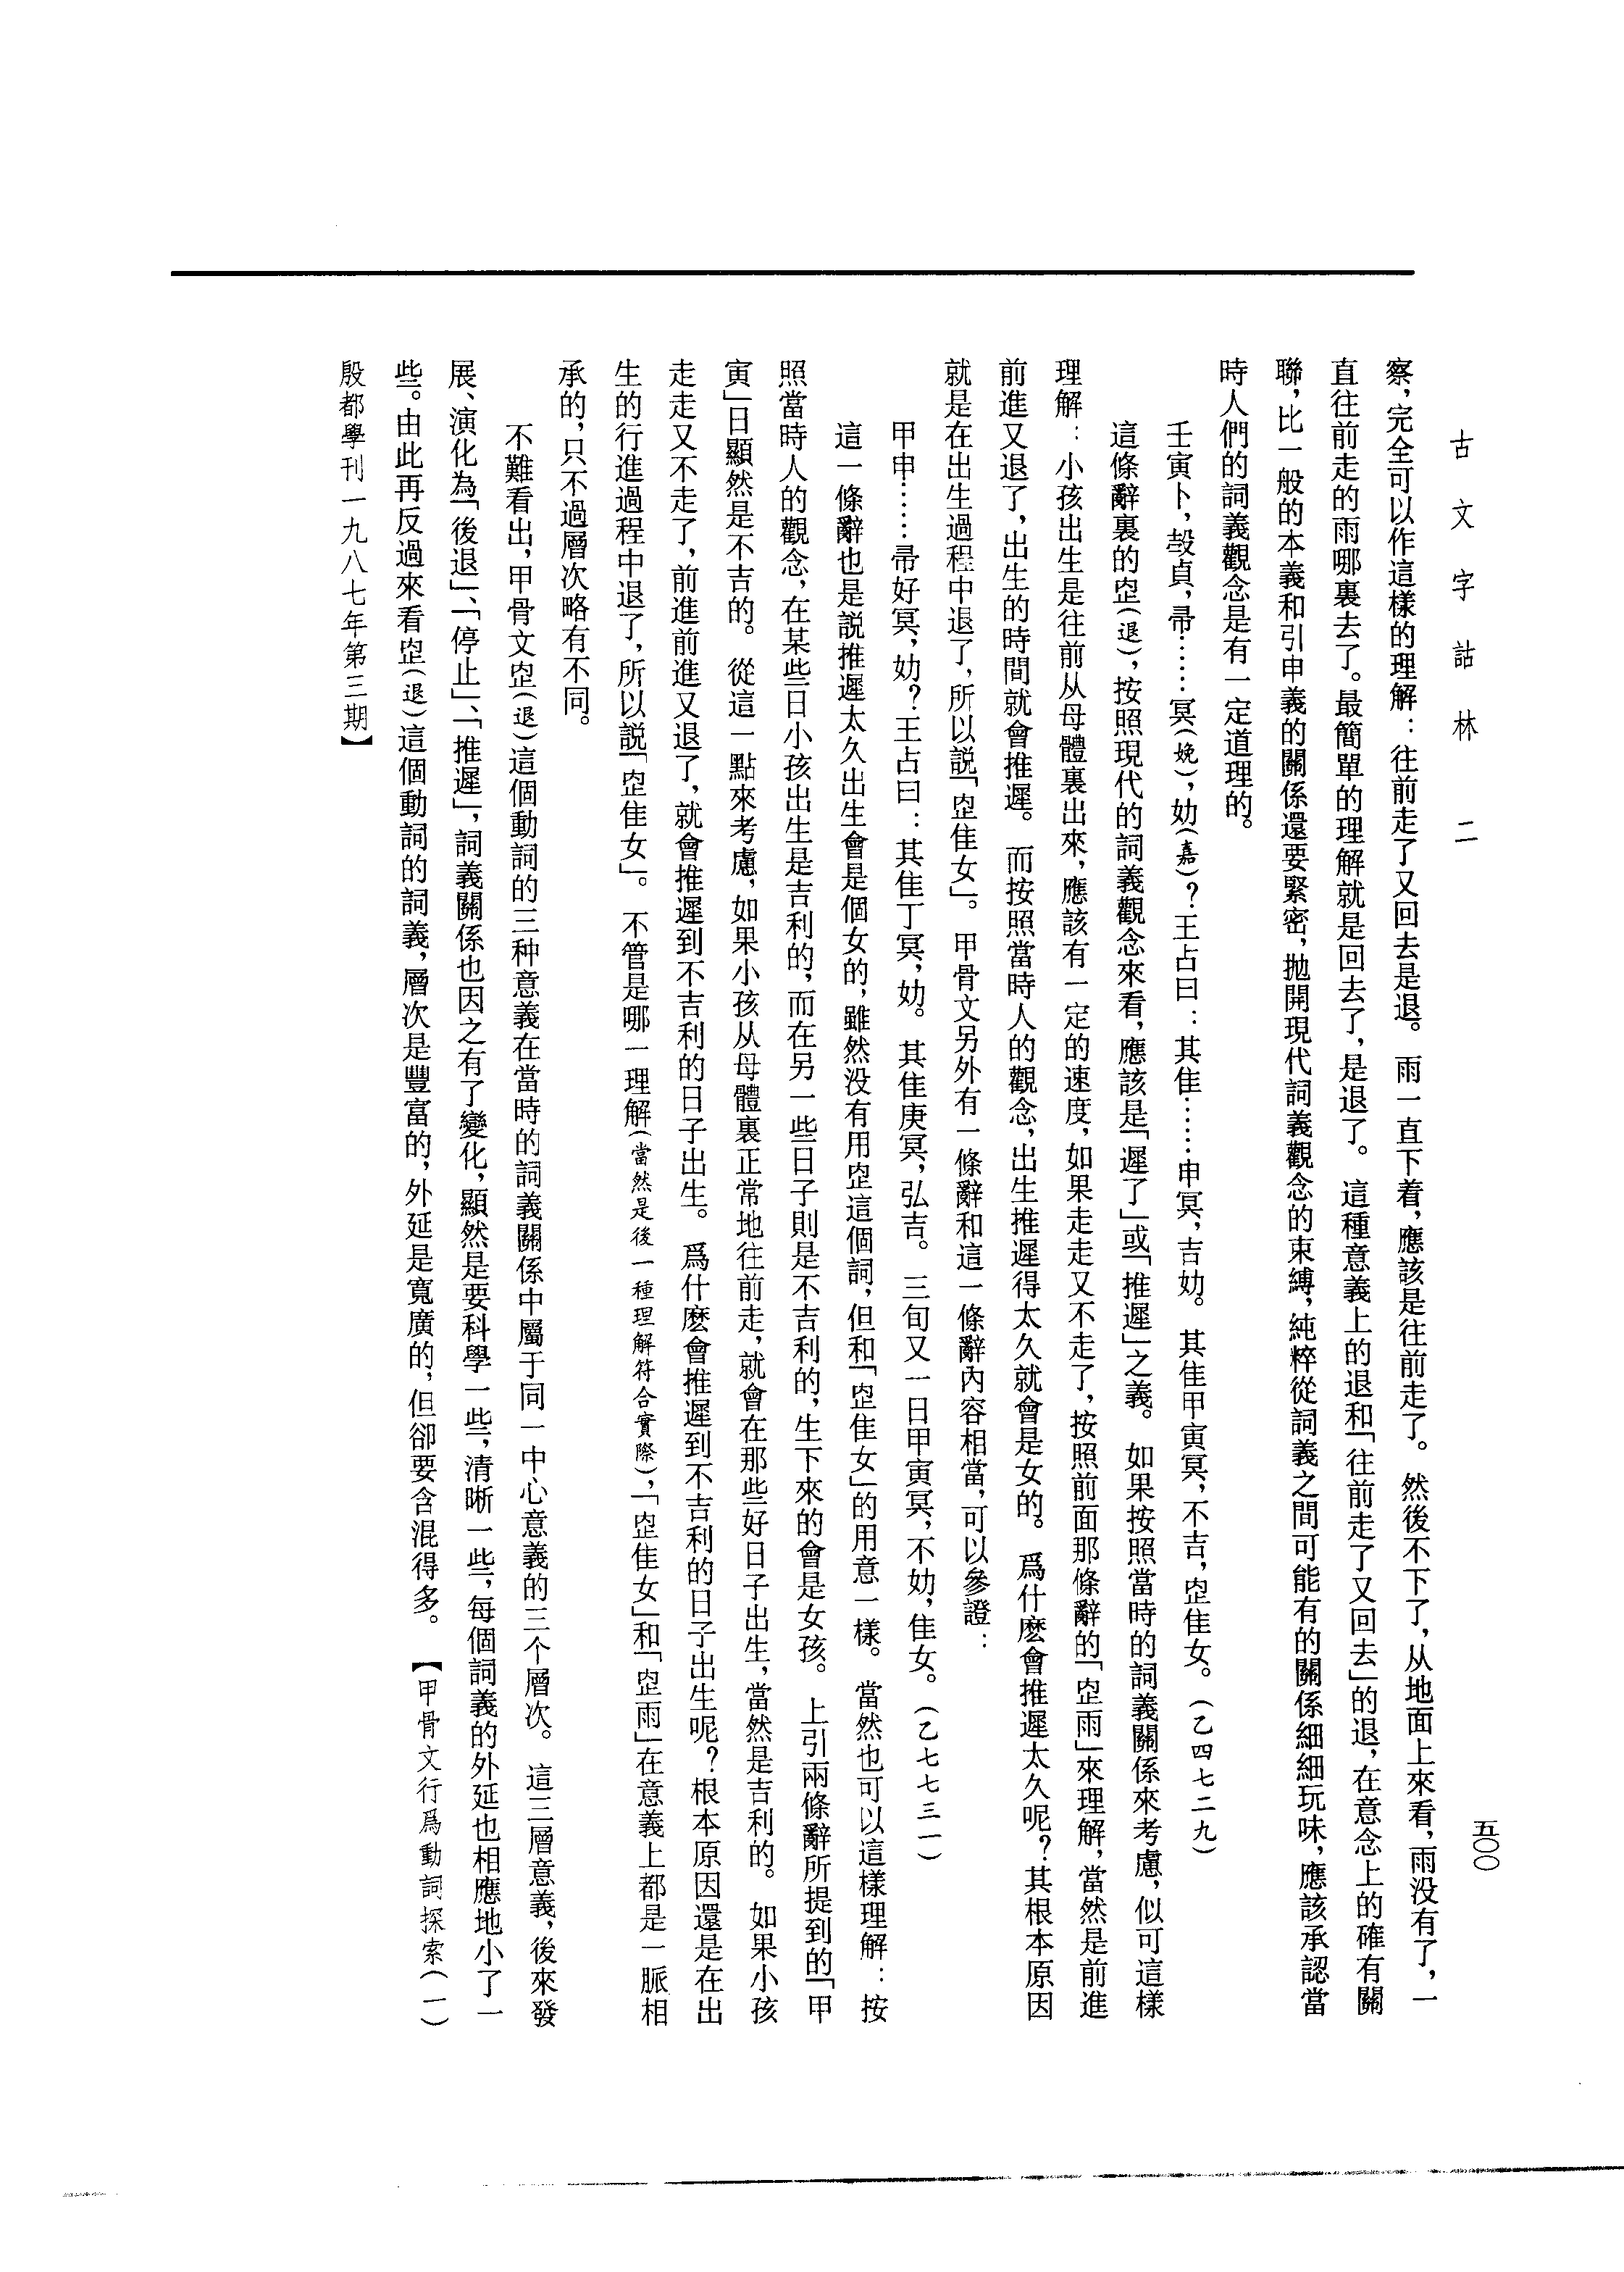 古文字詁林 二
五〇〇
察，完全可以作這樣的理解：往前走了又回去是退。雨一直下着，應該是往前走了。然後不下了，从地面上來看，雨没有了，一
直往前走的雨哪裏去了。最簡單的理解就是回去了，是退了。這種意義上的退和「往前走了又回去」的退，在意念上的確有關
聯，比一般的本義和引申義的關係還要緊密，拋開現代詞義觀念的束縛，純粹從詞義之間可能有的關係細細玩味，應該承認當
時人們的詞義觀念是有一定道理的。
壬寅卜，㱿貞，帚……冥（娩），㚸（嘉）？王占曰：其隹……申冥，吉㚸。其隹甲寅冥，不吉，隹女。（乙四七二九）
這條辭裏的（退），按照現代的詞義觀念來看，應該是「遲了」或「推遲」之義。如果按照當時的詞義關係來考慮，似可這樣
理解：小孩出生是往前从母體裏出來，應該有一定的速度，如果走走又不走了，按照前面那條辭的「雨」來理解，當然是前進
前進又退了，出生的時間就會推遲。而按照當時人的觀念，出生推遲得太久就會是女的。爲什麼會推遲太久呢？其根本原因
就是在出生過程中退了，所以説「隹女」。甲骨文另外有一條辭和這一條辭内容相當，可以參證：
甲申……帚好冥，㚸？王占曰：其隹丁冥，㚸。其隹庚冥，弘吉。三旬又一日甲寅冥，不㚸，隹女。（乙七七三一）
這一條辭也是説推遲太久出生會是個女的，雖然没有用這個詞，但和「隹女」的用意一樣。當然也可以這樣理解：按
照當時人的觀念，在某些日小孩出生是吉利的，而在另一些日子則是不吉利的，生下來的會是女孩。上引兩條辭所提到的「甲
寅」日顯然是不吉的。從這一點來考慮，如果小孩从母體裏正常地往前走，就會在那些好日子出生，當然是吉利的。如果小孩
走走又不走了，前進前進又退了，就會推遲到不吉利的日子出生。爲什麼會推遲到不吉利的日子出生呢？根本原因還是在出
生的行進過程中退了，所以説「隹女」。不管是哪一理解（當然是後一種理解符合實際），「隹女」和「雨」在意義上都是一脈相
承的，只不過層次略有不同。
不難看出，甲骨文（退）這個動詞的三种意義在當時的詞義關係中屬于同一中心意義的三个層次。這三層意義，後來發
展、演化為「後退」、「停止」、「推遲」，詞義關係也因之有了變化，顯然是要科學一些，清晰一些，每個詞義的外延也相應地小了一
些。由此再反過來看（退）這個動詞的詞義，層次是豐富的，外延是寬廣的，但卻要含混得多。【甲骨文行爲動詞探索（一）
殷都學刊一九八七年第三期】